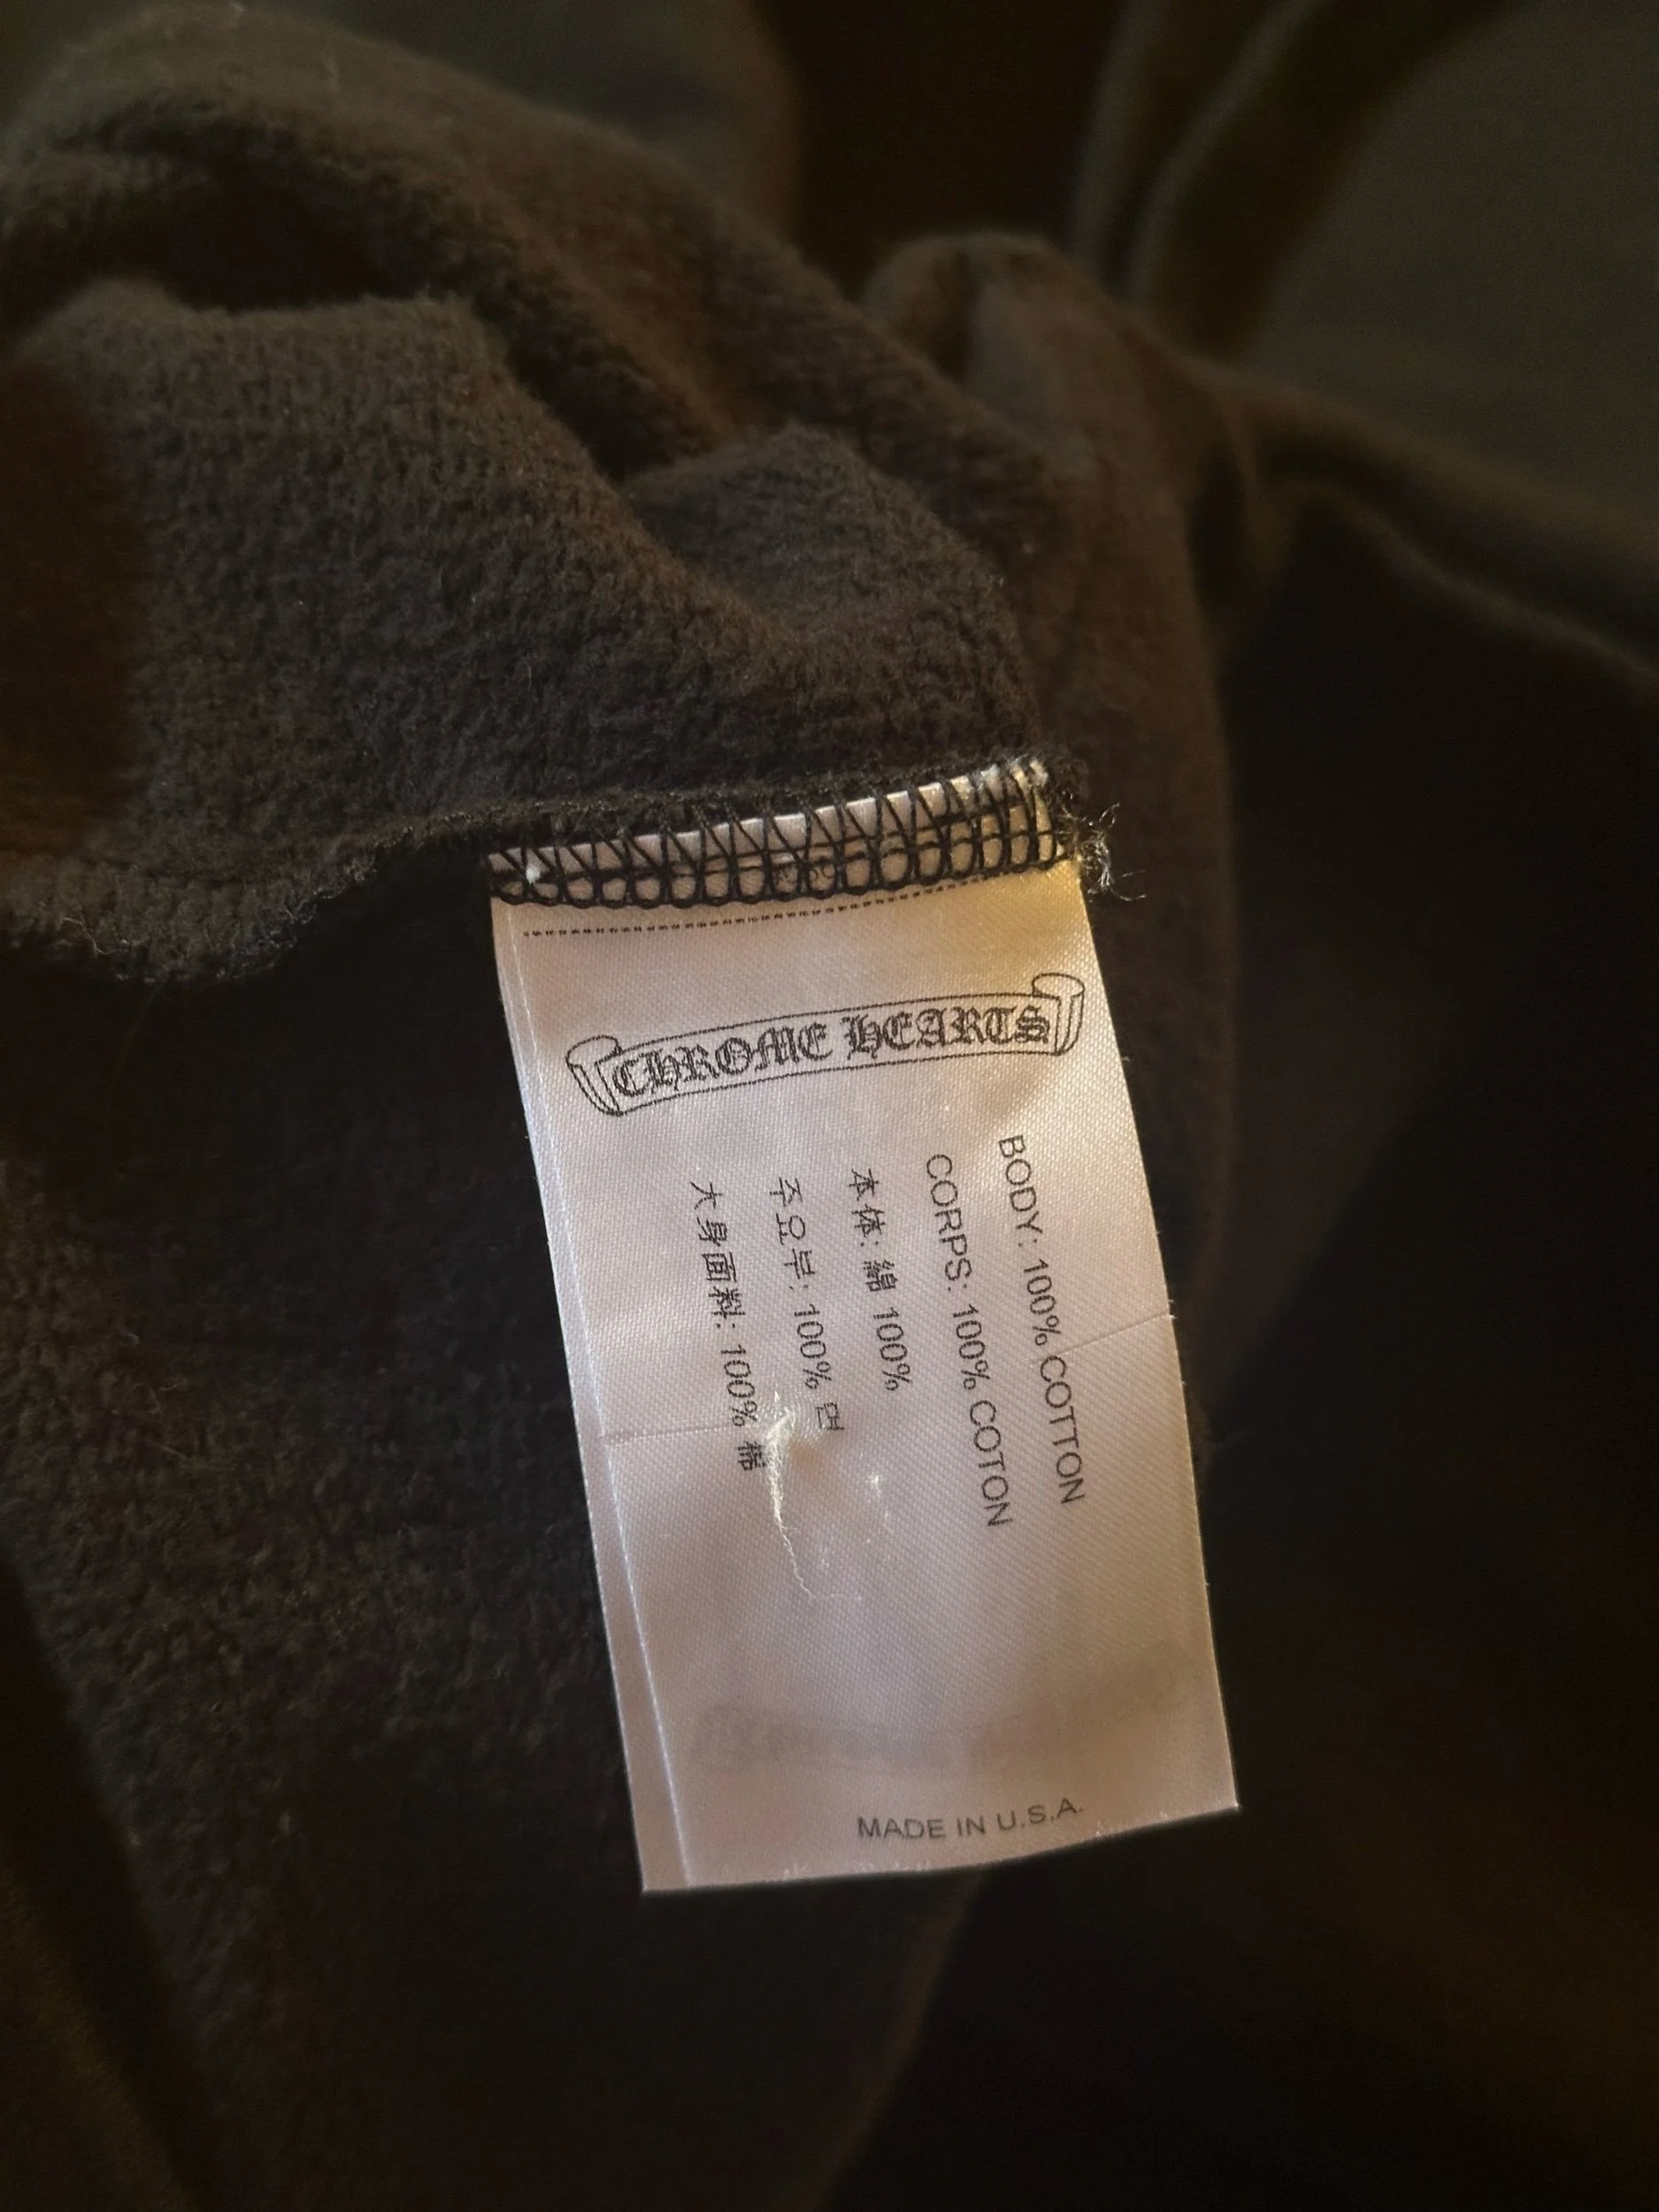 CHROME HEARTS
BODY: 100% COTTON
CORPS: 100% COTON
本体: 綿 100%
주요부: 100% 면
大身面料: 100% 棉
MADE IN U.S.A.